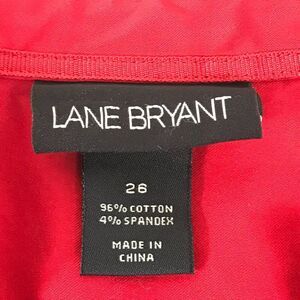 LANE BRYANT
26
96% COTTON
4% SPANDEX
MADE IN
CHINA